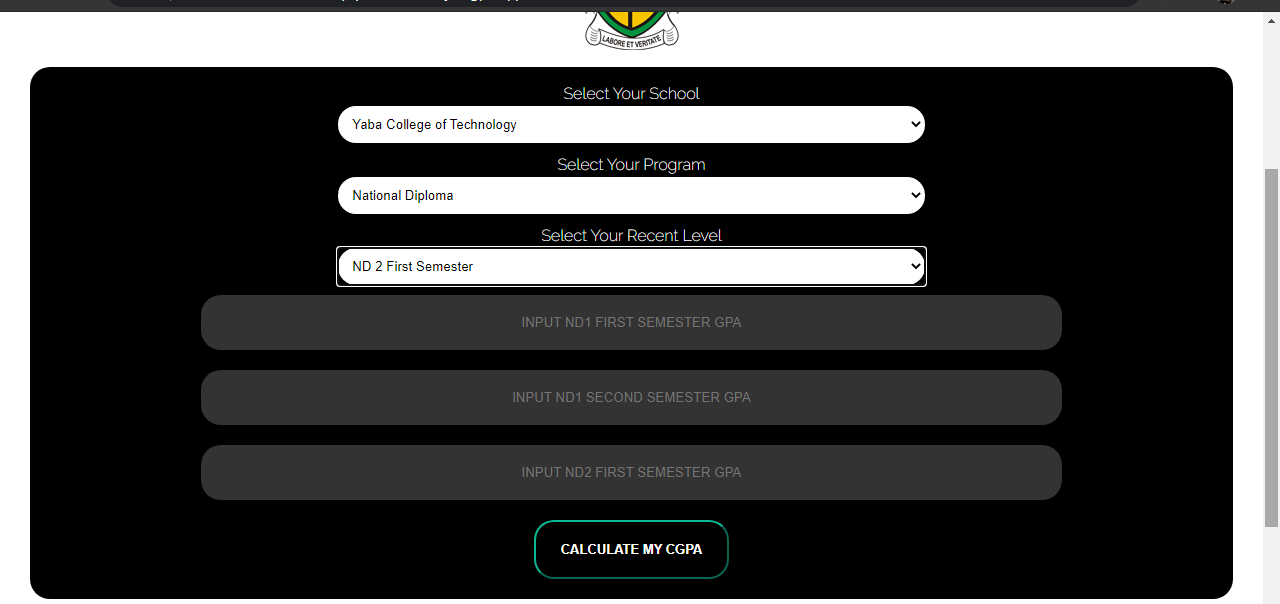 LABORE ET VERITATE
Select Your School
Yaba College of Technology
Select Your Program
National Diploma
Select Your Recent Level
ND 2 First Semester
INPUT ND1 FIRST SEMESTER GPA
INPUT ND1 SECOND SEMESTER GPA
INPUT ND2 FIRST SEMESTER GPA
CALCULATE MY CGPA